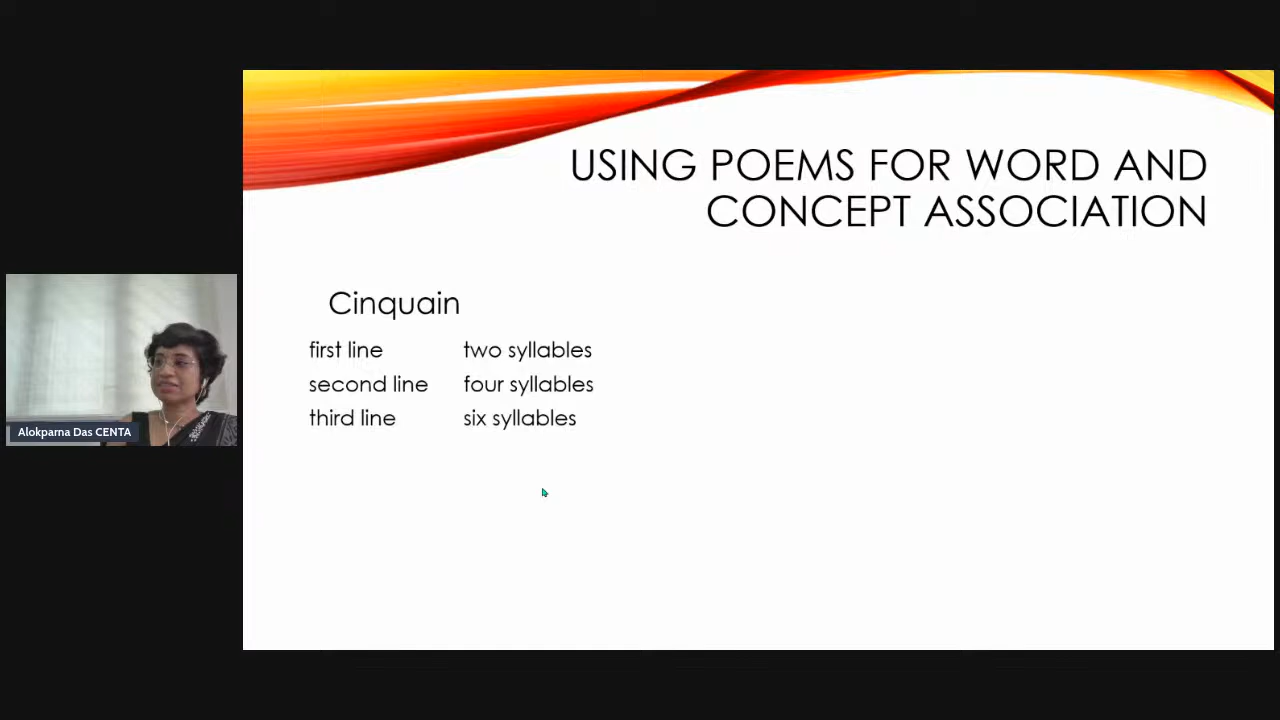 USING POEMS FOR WORD AND
CONCEPT ASSOCIATION
Cinquain
first line two syllables
second line four syllables
third line six syllables
Alokparna Das CENTA